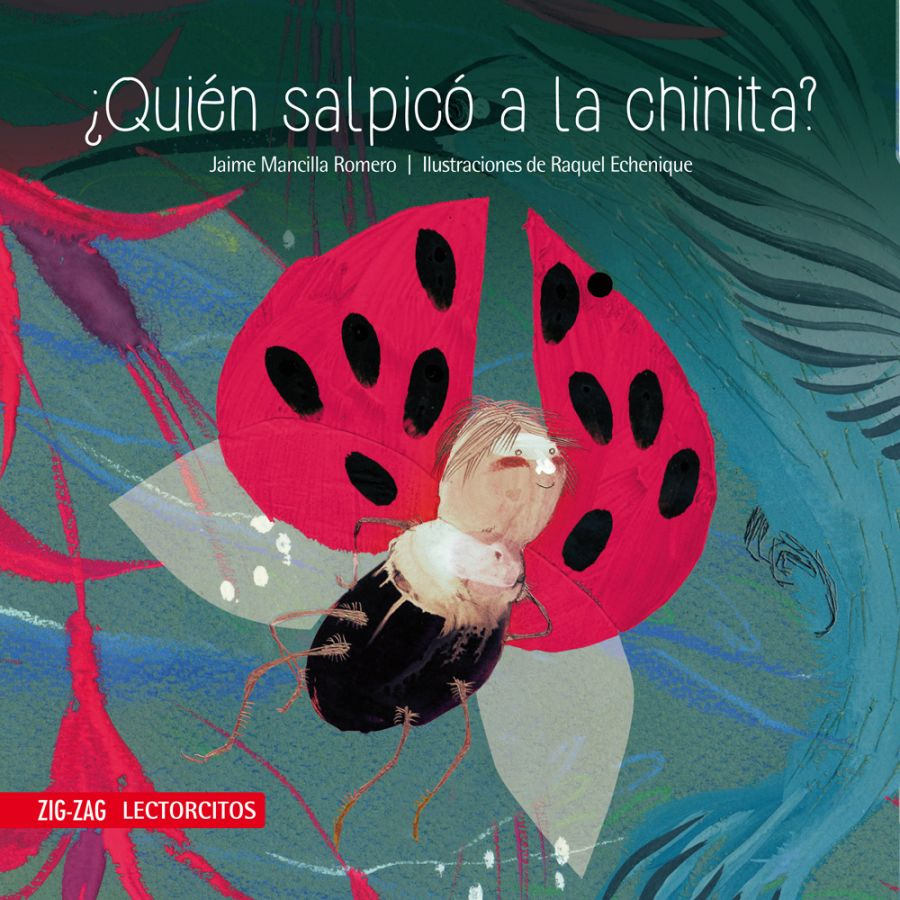 ¿Quién salpicó a la chinita?
Jaime Mancilla Romero | Ilustraciones de Raquel Echenique
ZIG-ZAG LECTORCITOS